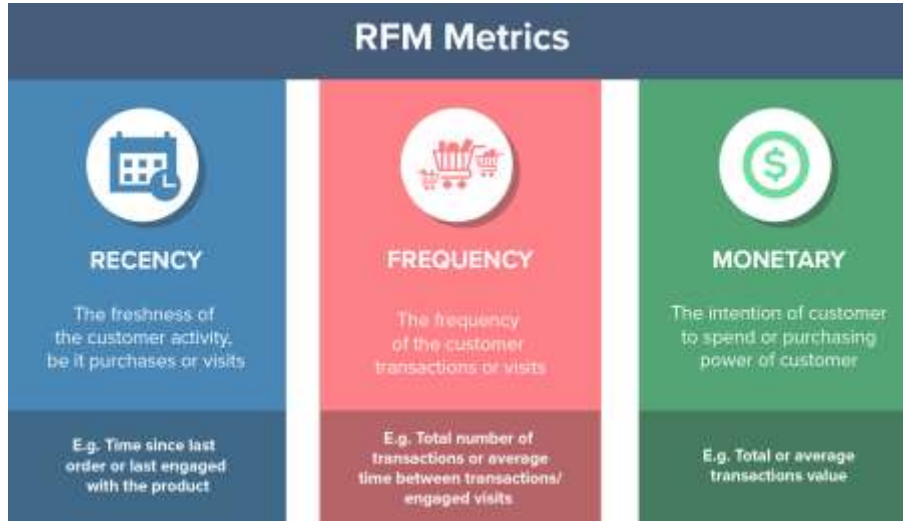 RFM Metrics
RECENCY
The freshness of
the customer activity,
be it purchases or visits
E.g. Time since last
order or last engaged
with the product
FREQUENCY
The frequency
of the customer
transactions or visits
E.g. Total number of
transactions or average
time between transactions/
engaged visits
MONETARY
The intention of customer
to spend or purchasing
power of customer
E.g. Total or average
transactions value